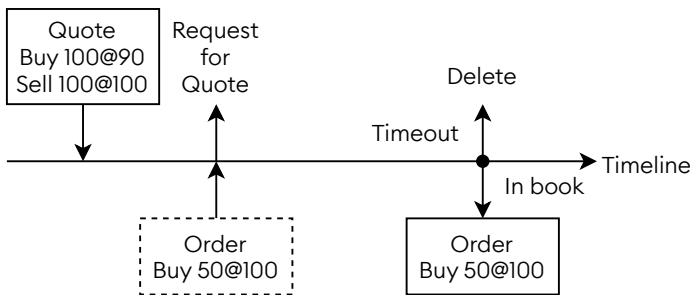 Quote
Buy 100@90
Sell 100@100
Request
for
Quote
Delete
Timeout
Timeline
In book
Order
Buy 50@100
Order
Buy 50@100